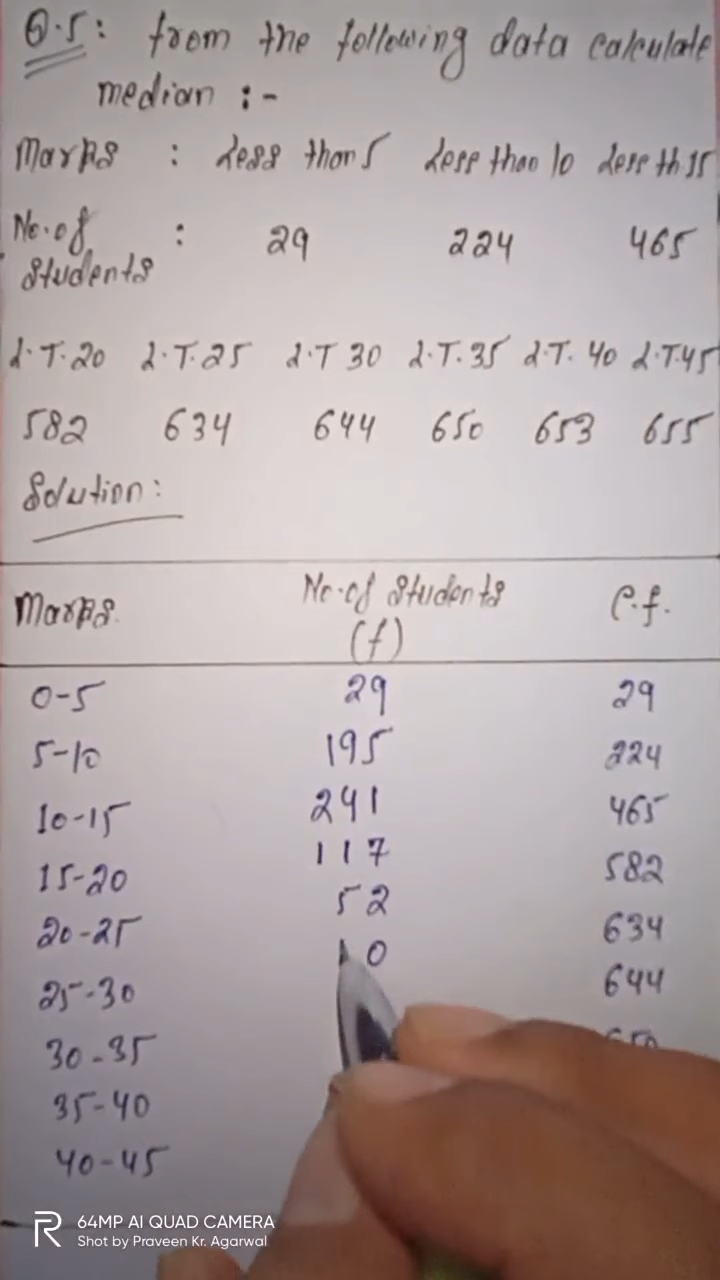 Q.5: from the following data calculate
median :-
Marks : Less than 5 Less than 10 Less th 15
No. of students : 29 224 465
L.T.20 L.T.25 L.T 30 L.T.35 L.T. 40 L.T.45
582 634 644 650 653 655
Solution:
Marks. No. of students (f) C.f.
0-5 29 29
5-10 195 224
10-15 241 465
15-20 117 582
20-25 52 634
25-30 10 644
30-35 650
35-40
40-45
R 64MP AI QUAD CAMERA
Shot by Praveen Kr. Agarwal